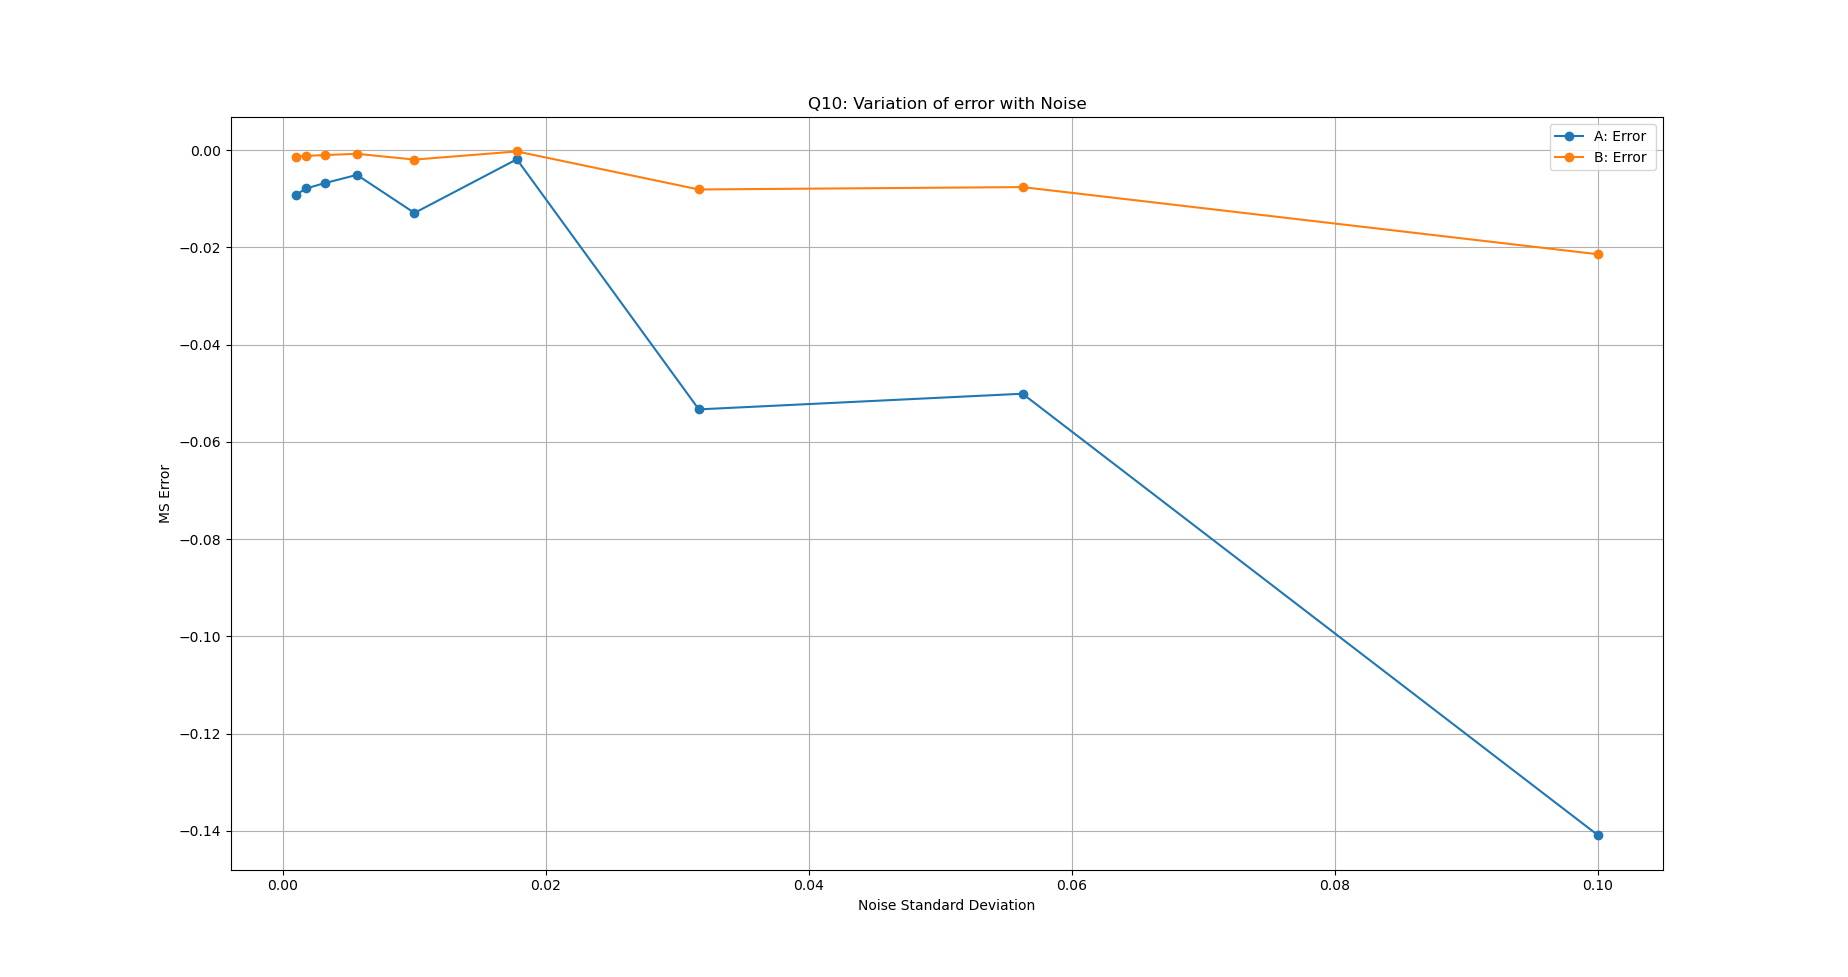 Q10: Variation of error with Noise
A: Error
B: Error
0.00
−0.02
−0.04
−0.06
−0.08
−0.10
−0.12
−0.14
MS Error
0.00 0.02 0.04 0.06 0.08 0.10
Noise Standard Deviation